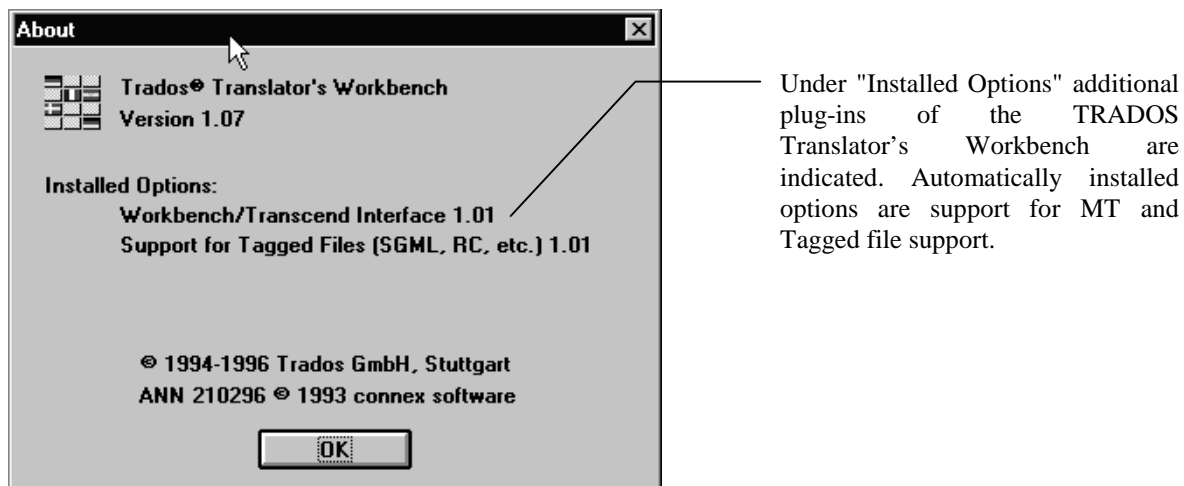 About
Trados® Translator's Workbench
Version 1.07
Installed Options:
Workbench/Transcend Interface 1.01
Support for Tagged Files (SGML, RC, etc.) 1.01
© 1994-1996 Trados GmbH, Stuttgart
ANN 210296 © 1993 connex software
OK
Under "Installed Options" additional
plug-ins of the TRADOS
Translator’s Workbench are
indicated. Automatically installed
options are support for MT and
Tagged file support.